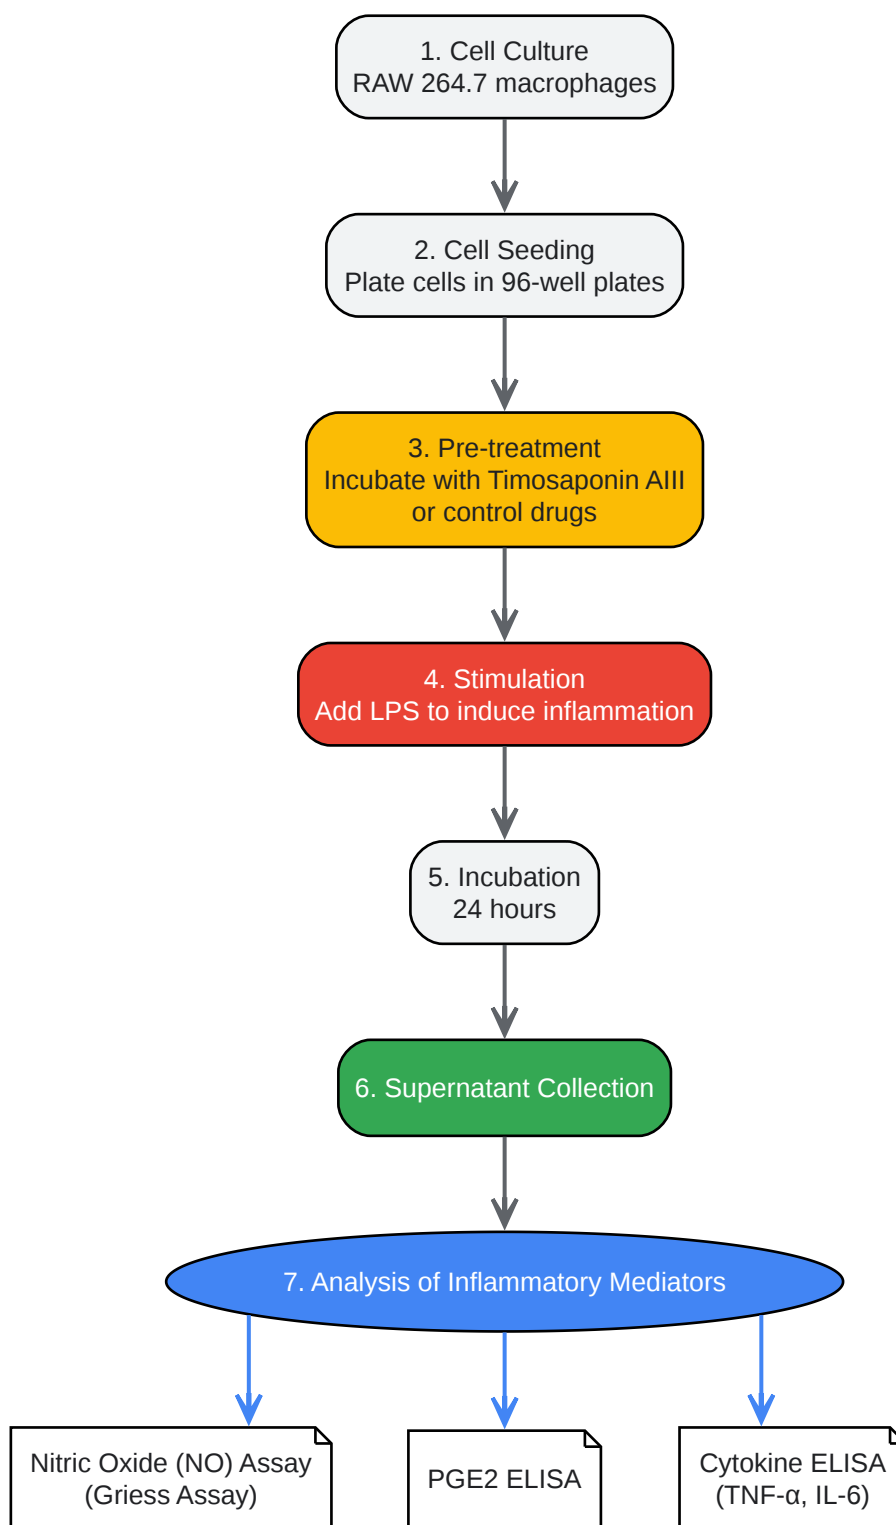 1. Cell Culture
RAW 264.7 macrophages
2. Cell Seeding
Plate cells in 96-well plates
3. Pre-treatment
Incubate with Timosaponin AIII
or control drugs
4. Stimulation
Add LPS to induce inflammation
5. Incubation
24 hours
6. Supernatant Collection
7. Analysis of Inflammatory Mediators
Nitric Oxide (NO) Assay
(Griess Assay)
PGE2 ELISA
Cytokine ELISA
(TNF-α, IL-6)